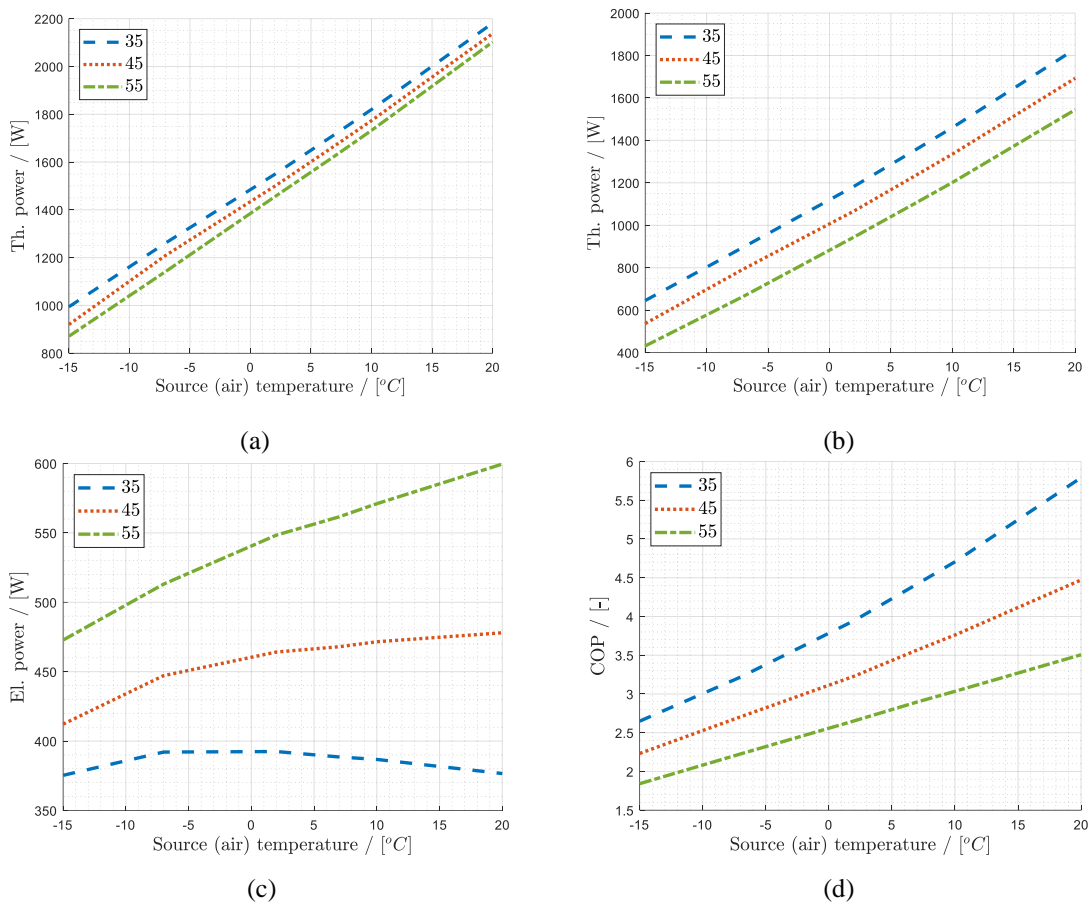 2200
2000
1800
1600
1400
1200
1000
800
Th. power / [W]
35
45
55
-15 -10 -5 0 5 10 15 20
Source (air) temperature / [°C]
(a)
2000
1800
1600
1400
1200
1000
800
600
400
Th. power / [W]
35
45
55
-15 -10 -5 0 5 10 15 20
Source (air) temperature / [°C]
(b)
600
550
500
450
400
350
El. power / [W]
35
45
55
-15 -10 -5 0 5 10 15 20
Source (air) temperature / [°C]
(c)
6
5.5
5
4.5
4
3.5
3
2.5
2
1.5
COP / [-]
35
45
55
-15 -10 -5 0 5 10 15 20
Source (air) temperature / [°C]
(d)